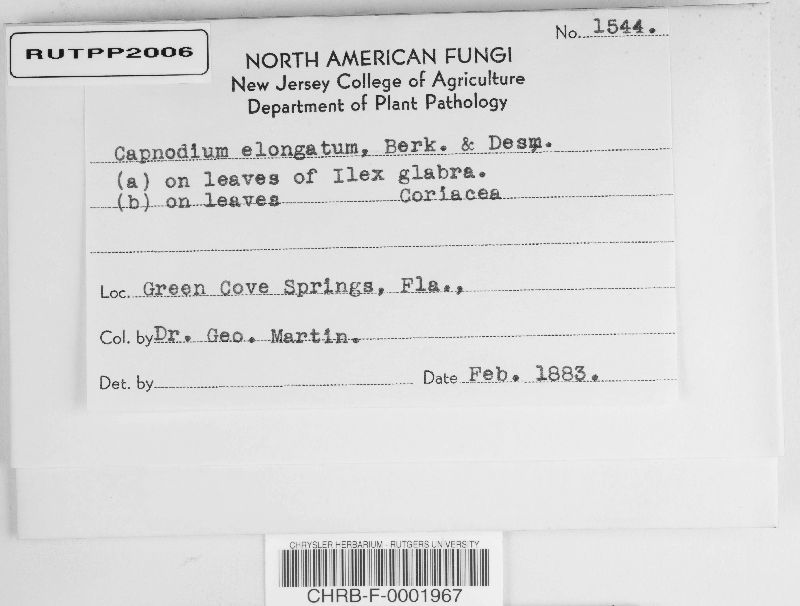 RUTPP2006
No. 1544.
NORTH AMERICAN FUNGI
New Jersey College of Agriculture
Department of Plant Pathology
Capnodium elongatum, Berk. & Desm.
(a) on leaves of Ilex glabra.
(b) on leaves Coriacea
Loc. Green Cove Springs, Fla.,
Col. by Dr. Geo. Martin.
Det. by
Date Feb. 1883.
CHRYSLER HERBARIUM - RUTGERS UNIVERSITY
CHRB-F-0001967